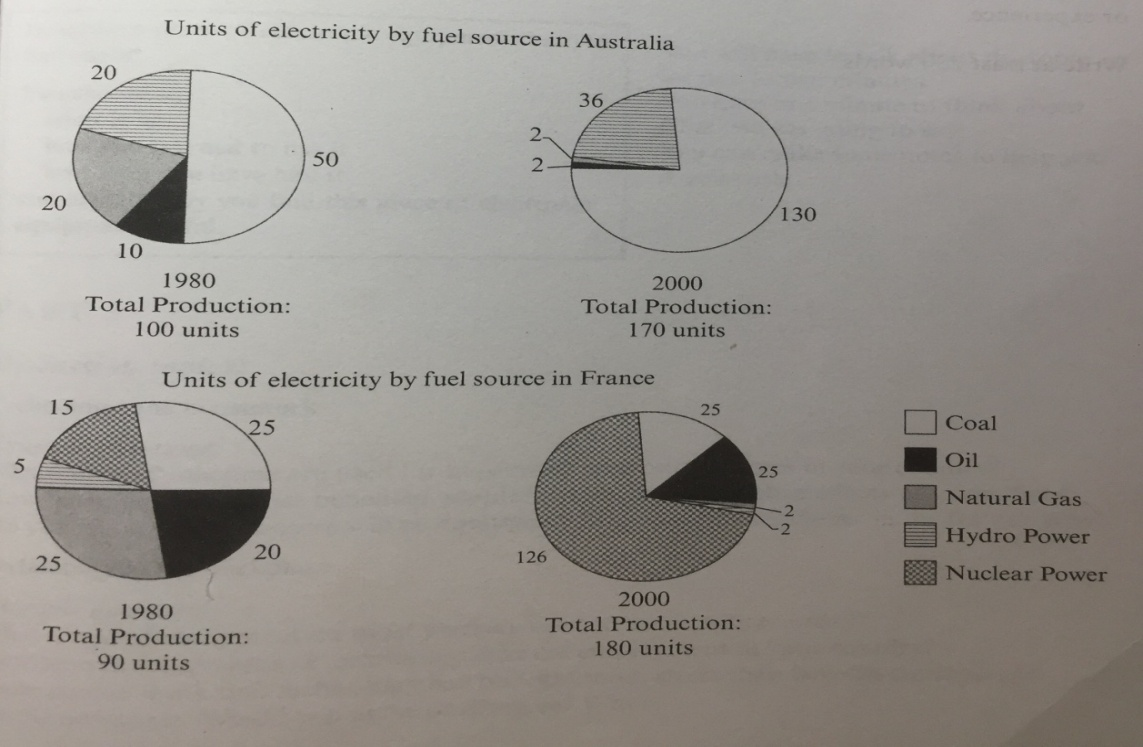 Units of electricity by fuel source in Australia
20
50
20
10
1980
Total Production:
100 units
36
2
2
130
2000
Total Production:
170 units
Units of electricity by fuel source in France
15
25
5
25
20
1980
Total Production:
90 units
25
25
2
2
126
2000
Total Production:
180 units
Coal
Oil
Natural Gas
Hydro Power
Nuclear Power